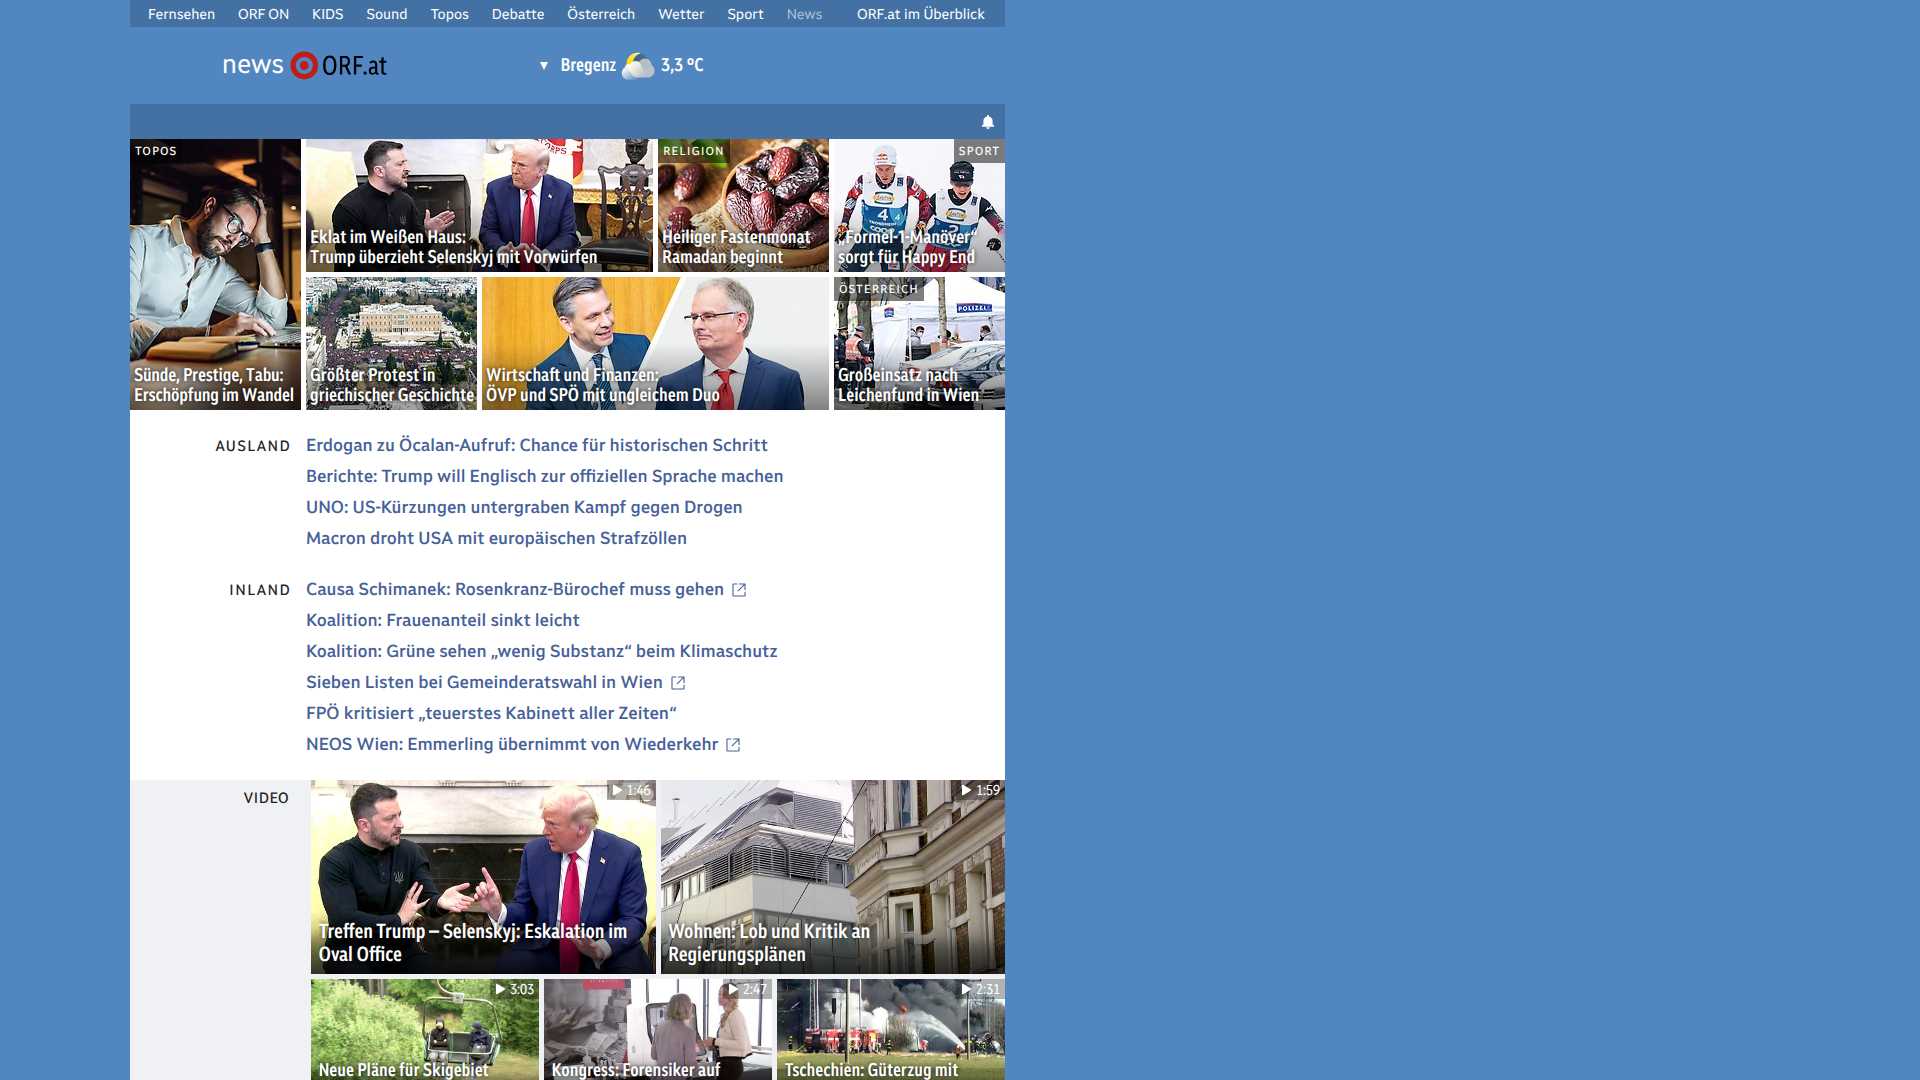 Fernsehen ORF ON KIDS Sound Topos Debatte Österreich Wetter Sport News ORF.at im Überblick
news ORF.at
Bregenz 3,3 °C
TOPOS
Sünde, Prestige, Tabu:
Erschöpfung im Wandel
Eklat im Weißen Haus:
Trump überzieht Selenskyj mit Vorwürfen
RELIGION
Heiliger Fastenmonat
Ramadan beginnt
SPORT
„Formel-1-Manöver“
sorgt für Happy End
Größter Protest in
griechischer Geschichte
Wirtschaft und Finanzen:
ÖVP und SPÖ mit ungleichem Duo
ÖSTERREICH
POLIZEI
Großeinsatz nach
Leichenfund in Wien
AUSLAND
Erdogan zu Öcalan-Aufruf: Chance für historischen Schritt
Berichte: Trump will Englisch zur offiziellen Sprache machen
UNO: US-Kürzungen untergraben Kampf gegen Drogen
Macron droht USA mit europäischen Strafzöllen
INLAND
Causa Schimanek: Rosenkranz-Bürochef muss gehen
Koalition: Frauenanteil sinkt leicht
Koalition: Grüne sehen „wenig Substanz“ beim Klimaschutz
Sieben Listen bei Gemeinderatswahl in Wien
FPÖ kritisiert „teuerstes Kabinett aller Zeiten“
NEOS Wien: Emmerling übernimmt von Wiederkehr
VIDEO
1:46
Treffen Trump – Selenskyj: Eskalation im
Oval Office
1:59
Wohnen: Lob und Kritik an
Regierungsplänen
3:03
Neue Pläne für Skigebiet
2:47
Kongress: Forensiker auf
2:31
Tschechien: Güterzug mit